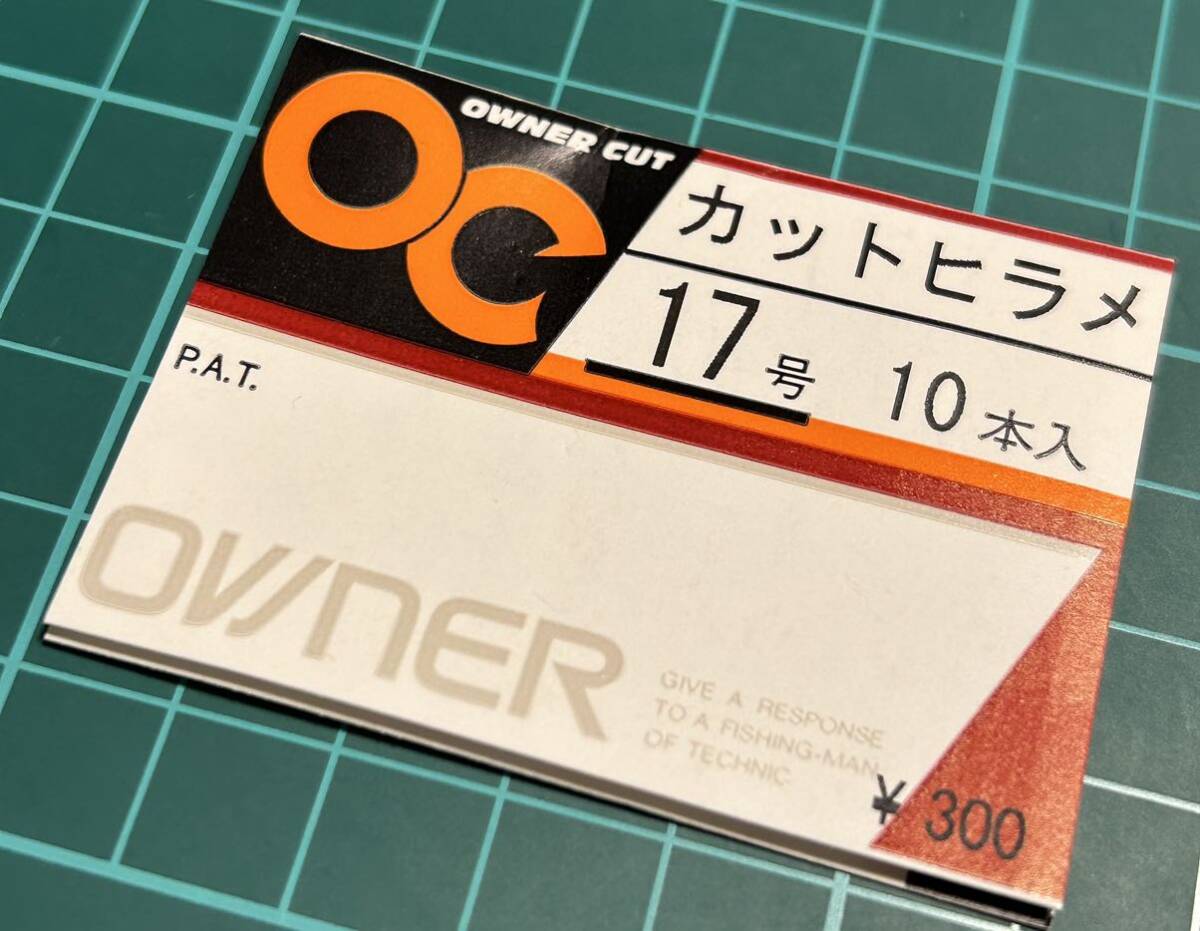 OC
OWNER CUT
カットヒラメ
17号 10本入
P.A.T.
OWNER
GIVE A RESPONSE
TO A FISHING-MAN
OF TECHNIC
¥300